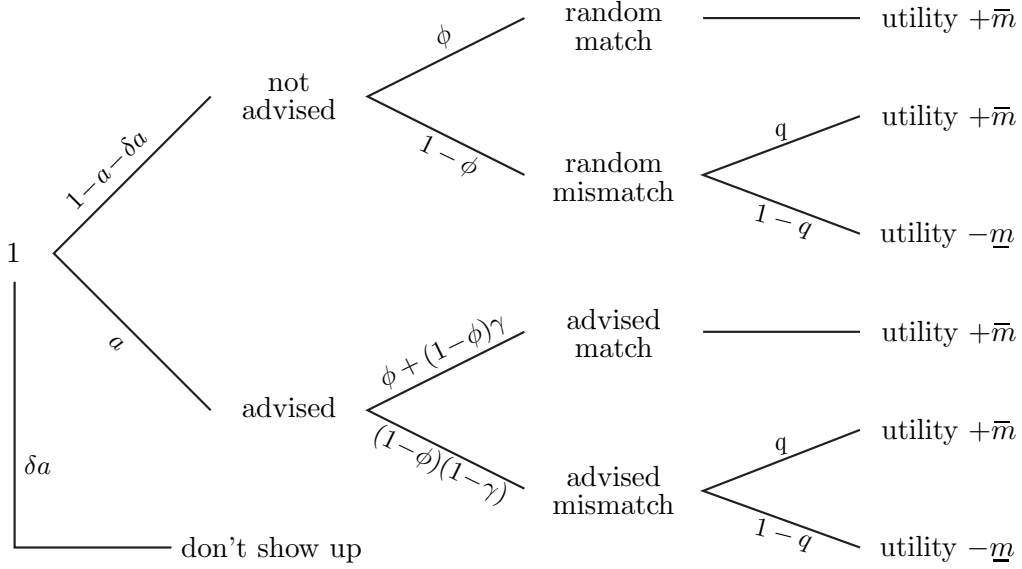 random
match
utility +m̅
ϕ
not
advised
1−ϕ
random
mismatch
q
utility +m̅
1−q
utility −m̲
1−a−δa
1
a
advised
ϕ+(1−ϕ)γ
advised
match
utility +m̅
(1−ϕ)(1−γ)
advised
mismatch
q
utility +m̅
1−q
utility −m̲
δa
don't show up